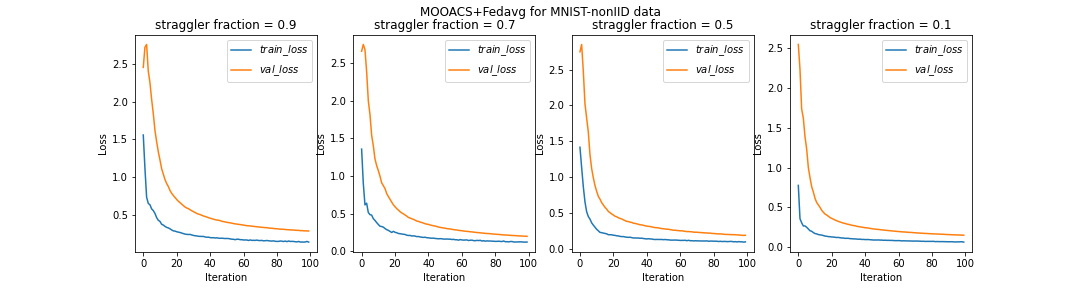 MOOACS+Fedavg for MNIST-nonIID data
straggler fraction = 0.9
train_loss
val_loss
2.5
2.0
1.5
1.0
0.5
Loss
0
20
40
60
80
100
Iteration
straggler fraction = 0.7
train_loss
val_loss
2.5
2.0
1.5
1.0
0.5
0.0
Loss
0
20
40
60
80
100
Iteration
straggler fraction = 0.5
train_loss
val_loss
2.5
2.0
1.5
1.0
0.5
0.0
Loss
0
20
40
60
80
100
Iteration
straggler fraction = 0.1
train_loss
val_loss
2.5
2.0
1.5
1.0
0.5
0.0
Loss
0
20
40
60
80
100
Iteration